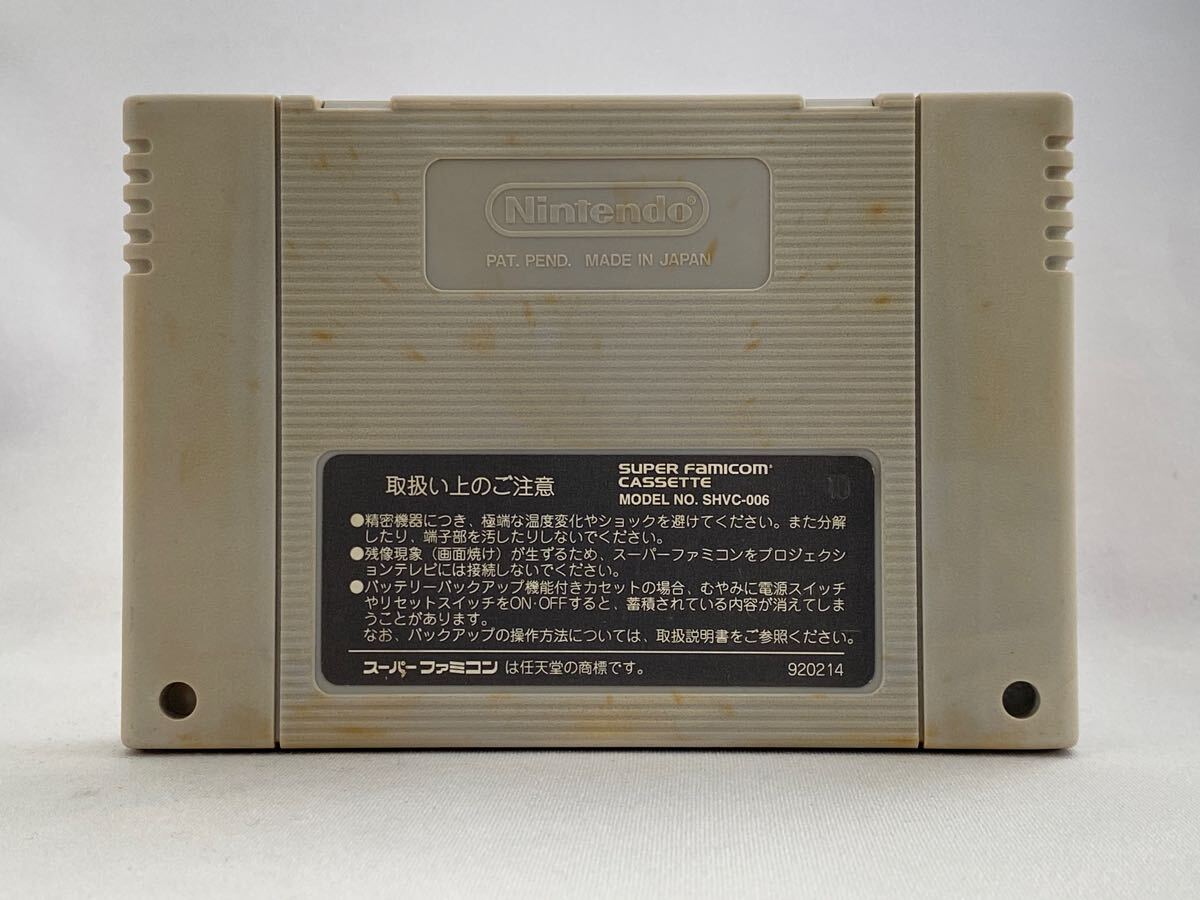 Nintendo®
PAT. PEND. MADE IN JAPAN
取扱い上のご注意
SUPER FAMICOM
CASSETTE
MODEL NO. SHVC-006
10
●精密機器につき、極端な温度変化やショックを避けてください。また分解
したり、端子部を汚したりしないでください。
●残像現象（画面焼け）が生ずるため、スーパーファミコンをプロジェクシ
ョンテレビには接続しないでください。
●バッテリーバックアップ機能付きカセットの場合、むやみに電源スイッチ
やリセットスイッチをON・OFFすると、蓄積されている内容が消えてしま
うことがあります。
なお、バックアップの操作方法については、取扱説明書をご参照ください。
スーパーファミコン は任天堂の商標です。
920214